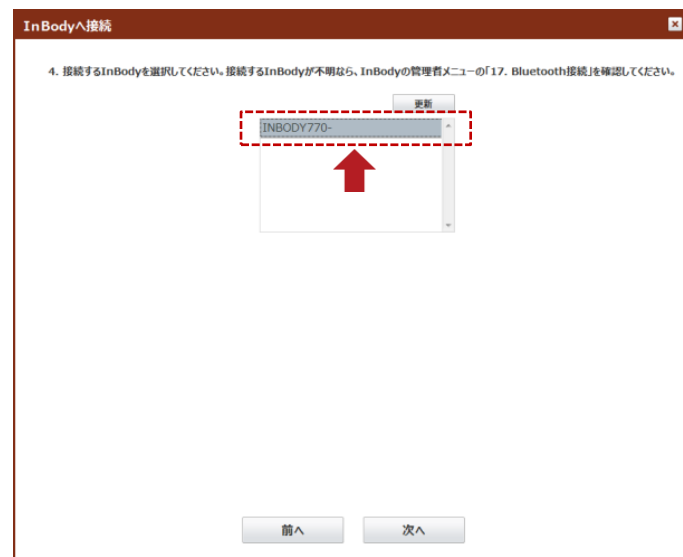 InBodyへ接続
4. 接続するInBodyを選択してください。接続するInBodyが不明なら、InBodyの管理者メニューの「17. Bluetooth接続」を確認してください。
更新
INBODY770-
前へ
次へ